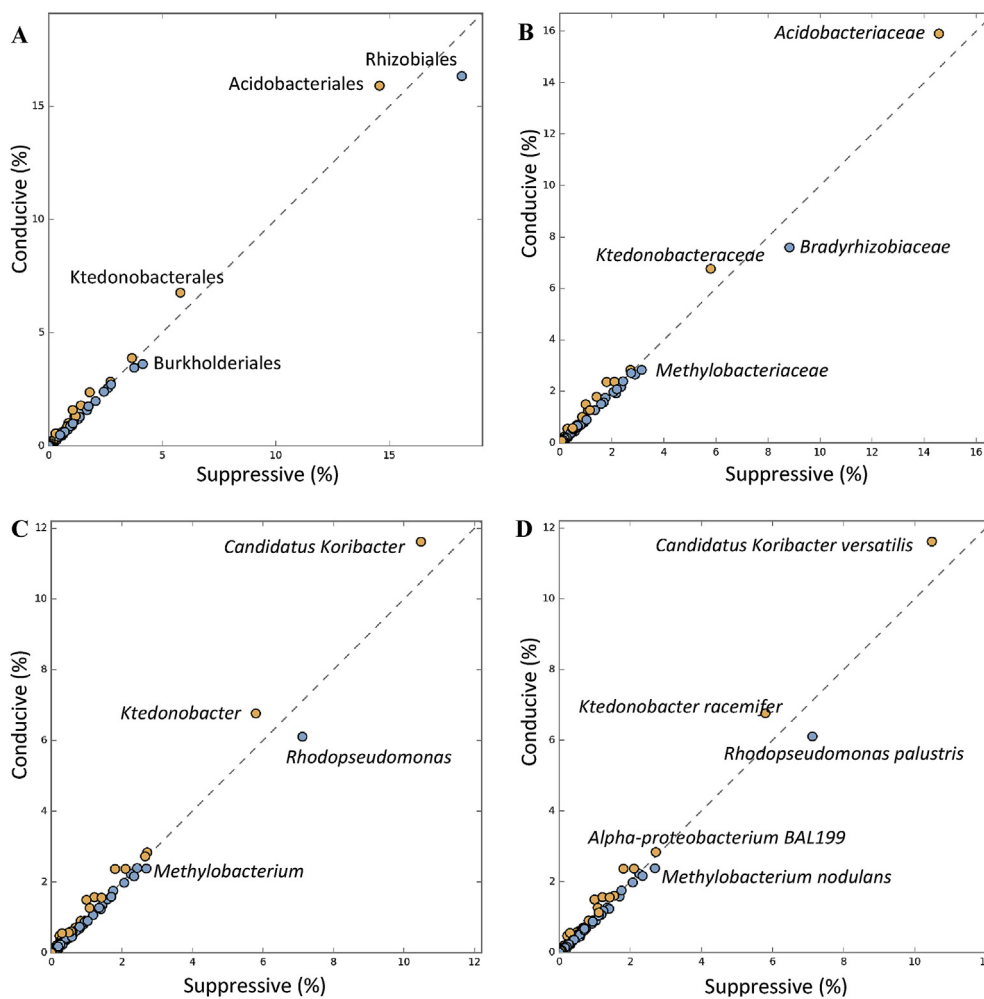 A
Rhizobiales
Acidobacteriales
Ktedonobacterales
Burkholderiales
Conducive (%)
15
10
5
0
0
5
10
15
Suppressive (%)
B
Acidobacteriaceae
Ktedonobacteraceae
Bradyrhizobiaceae
Methylobacteriaceae
Conducive (%)
16
14
12
10
8
6
4
2
0
0
2
4
6
8
10
12
14
16
Suppressive (%)
C
Candidatus Koribacter
Ktedonobacter
Rhodopseudomonas
Methylobacterium
Conducive (%)
12
10
8
6
4
2
0
0
2
4
6
8
10
12
Suppressive (%)
D
Candidatus Koribacter versatilis
Ktedonobacter racemifer
Rhodopseudomonas palustris
Alpha-proteobacterium BAL199
Methylobacterium nodulans
Conducive (%)
12
10
8
6
4
2
0
0
2
4
6
8
10
12
Suppressive (%)